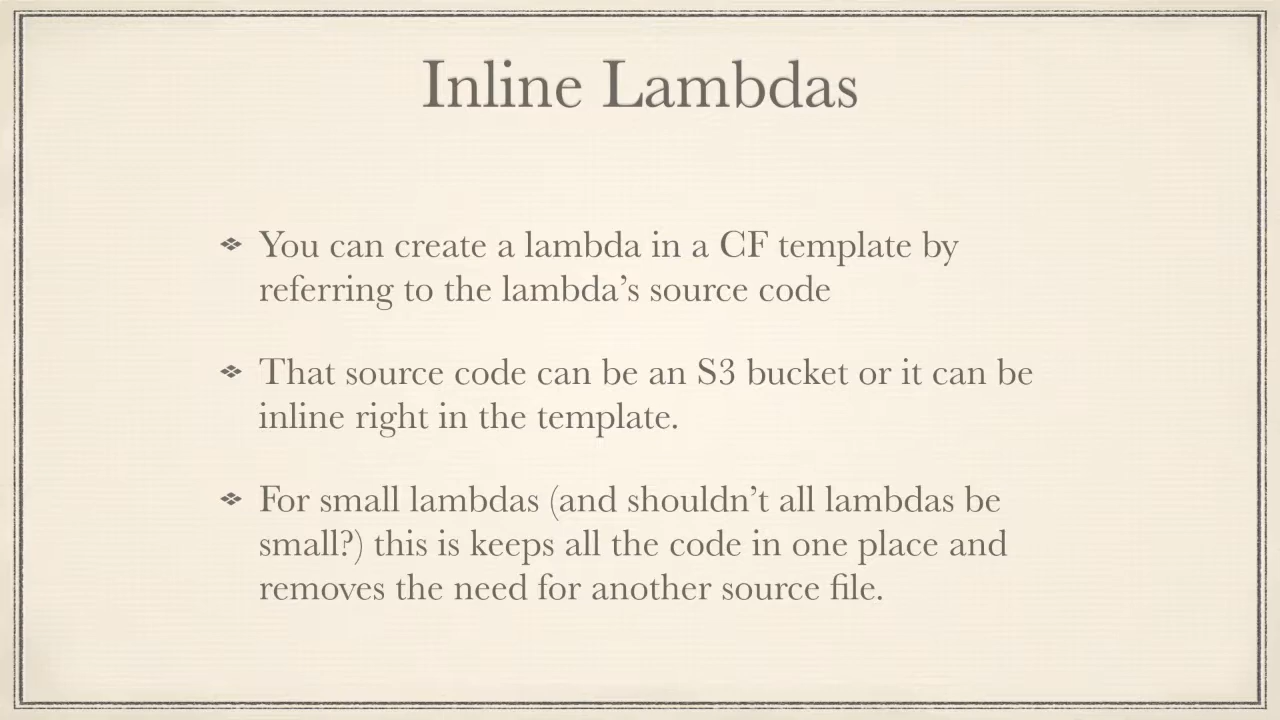 Inline Lambdas
You can create a lambda in a CF template by
referring to the lambda’s source code
That source code can be an S3 bucket or it can be
inline right in the template.
For small lambdas (and shouldn’t all lambdas be
small?) this is keeps all the code in one place and
removes the need for another source file.